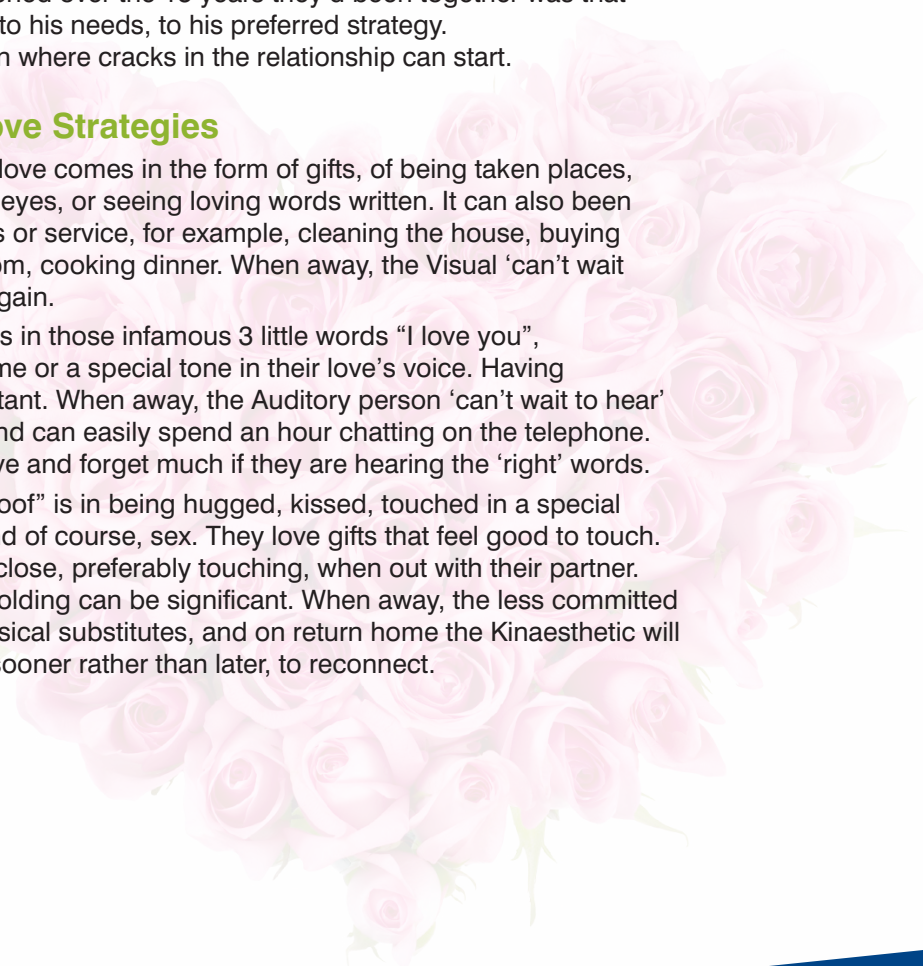 to his needs, to his preferred strategy.
n where cracks in the relationship can start.
ove Strategies
love comes in the form of gifts, of being taken places,
eyes, or seeing loving words written. It can also been
s or service, for example, cleaning the house, buying
om, cooking dinner. When away, the Visual ‘can’t wait
gain.
s in those infamous 3 little words “I love you”,
me or a special tone in their love’s voice. Having
tant. When away, the Auditory person ‘can’t wait to hear’
nd can easily spend an hour chatting on the telephone.
ve and forget much if they are hearing the ‘right’ words.
oof” is in being hugged, kissed, touched in a special
d of course, sex. They love gifts that feel good to touch.
close, preferably touching, when out with their partner.
olding can be significant. When away, the less committed
sical substitutes, and on return home the Kinaesthetic will
sooner rather than later, to reconnect.